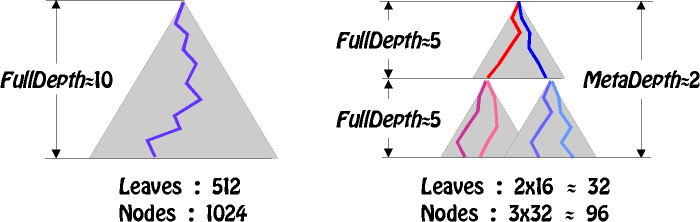 FullDepth≈10
Leaves : 512
Nodes : 1024
FullDepth≈5
FullDepth≈5
MetaDepth≈2
Leaves : 2x16 ≈ 32
Nodes : 3x32 ≈ 96